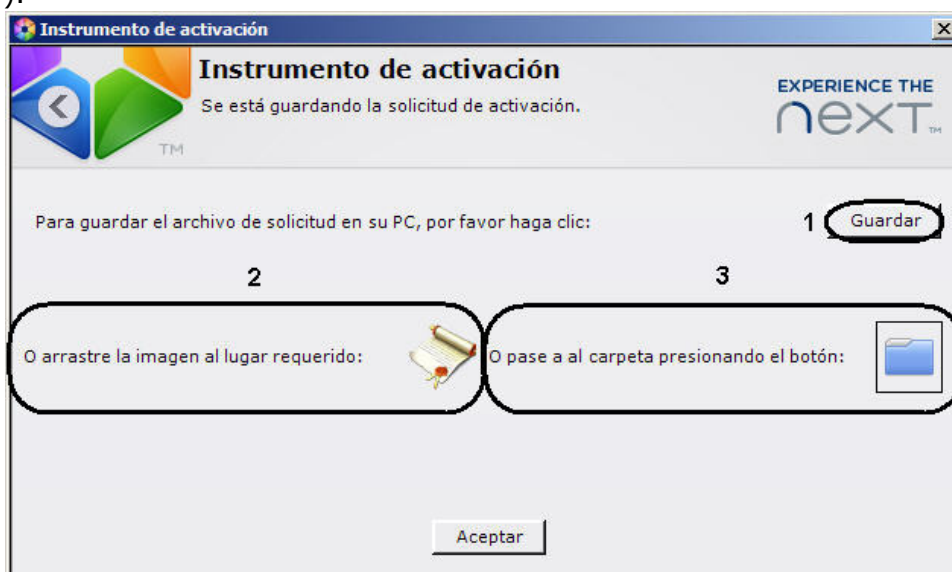 ).
Instrumento de activación
Instrumento de activación
Se está guardando la solicitud de activación.
EXPERIENCE THE
nexT™
TM
Para guardar el archivo de solicitud en su PC, por favor haga clic:
1
Guardar
2
3
O arrastre la imagen al lugar requerido:
O pase a al carpeta presionando el botón:
Aceptar